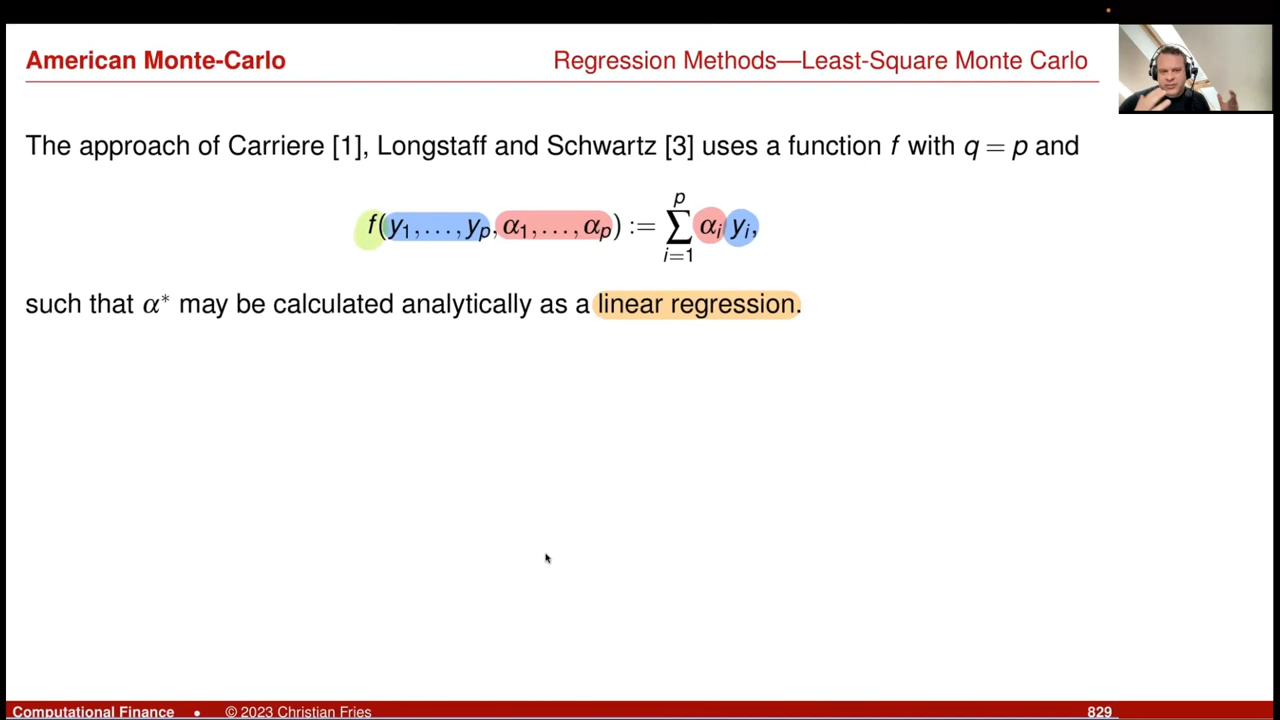 American Monte-Carlo
Regression Methods—Least-Square Monte Carlo
The approach of Carriere [1], Longstaff and Schwartz [3] uses a function f with q = p and
f(y₁,…,yₚ,α₁,…,αₚ) := ∑ᵢ₌₁ᵖ αᵢ yᵢ,
such that α* may be calculated analytically as a linear regression.
Computational Finance • © 2023 Christian Fries
829